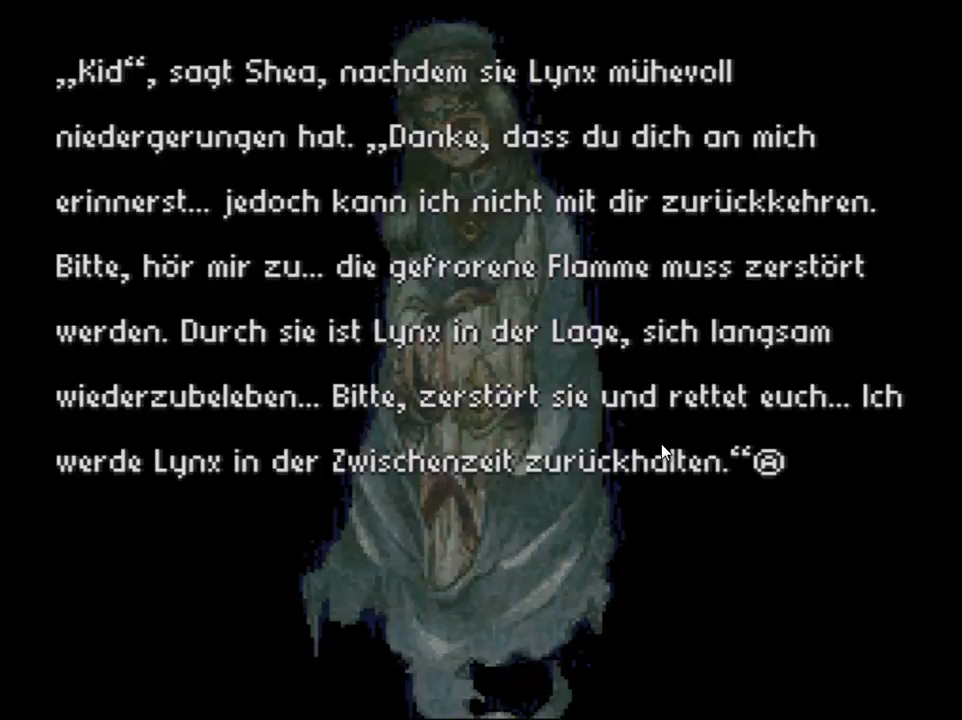 „Kid“, sagt Shea, nachdem sie Lynx mühevoll
niedergerungen hat. „Danke, dass du dich an mich
erinnerst... jedoch kann ich nicht mit dir zurückkehren.
Bitte, hör mir zu... die gefrorene Flamme muss zerstört
werden. Durch sie ist Lynx in der Lage, sich langsam
wiederzubeleben... Bitte, zerstört sie und rettet euch... Ich
werde Lynx in der Zwischenzeit zurückhalten.“Ⓐ